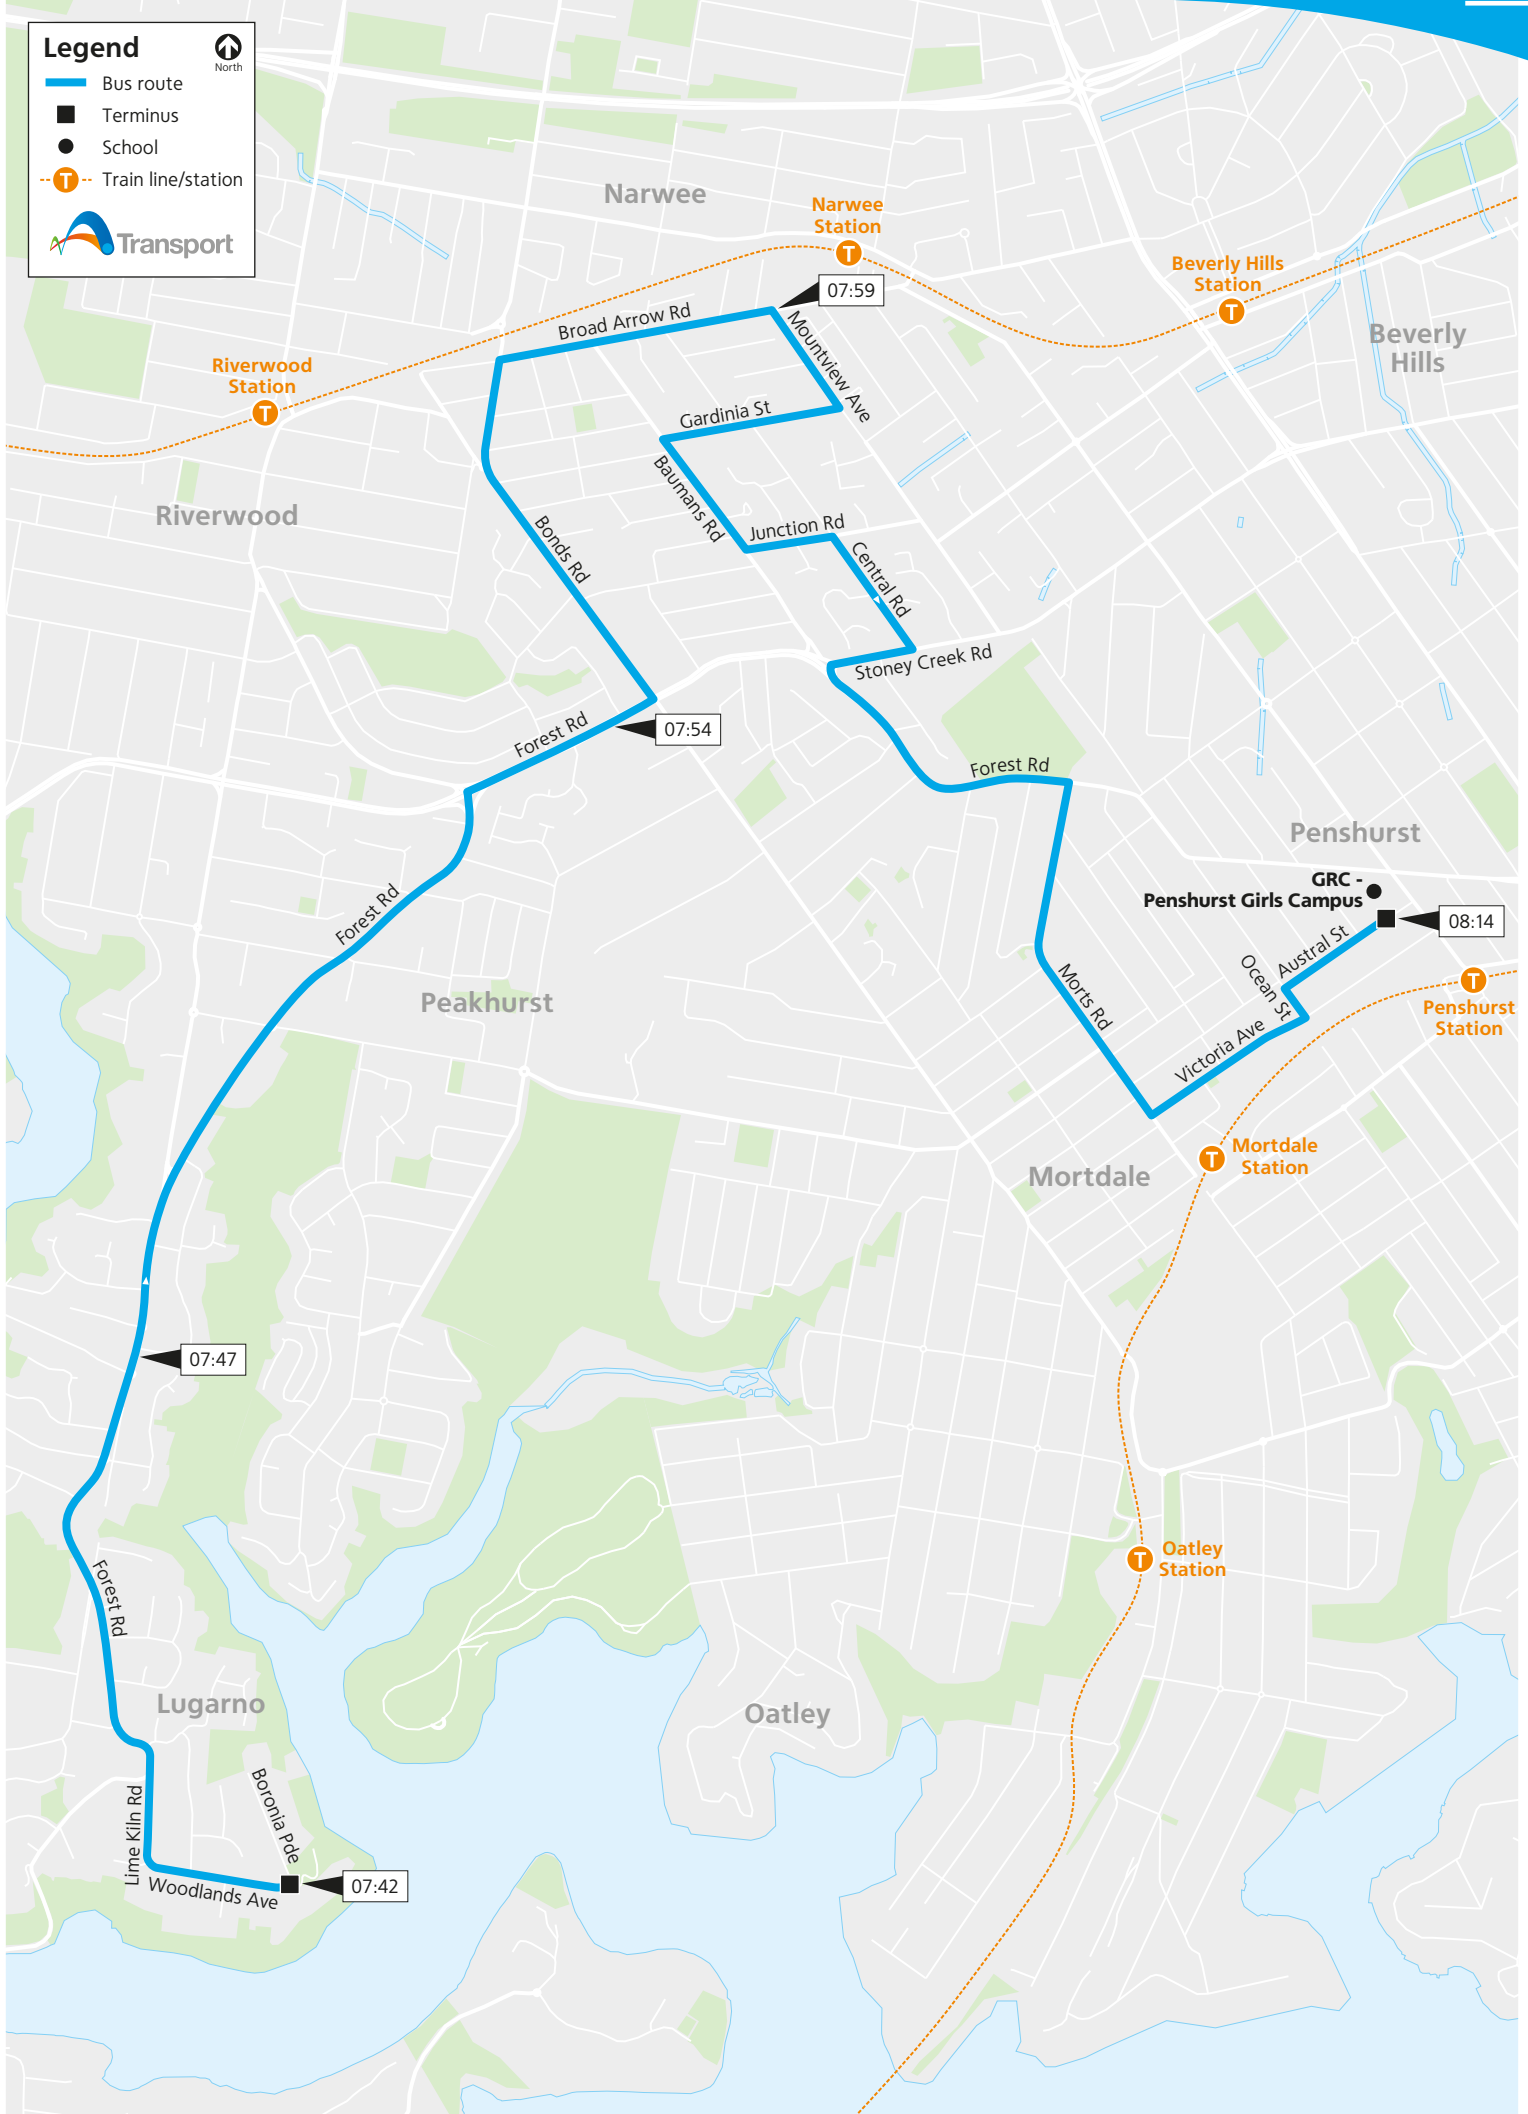 Legend
North
Bus route
Terminus
School
T
Train line/station
Transport
Narwee
Narwee
Station
T
07:59
Beverly Hills
Station
T
Beverly
Hills
Broad Arrow Rd
Mountview Ave
Riverwood
Station
T
Gardinia St
Baumans Rd
Riverwood
Junction Rd
Bonds Rd
Central Rd
Stoney Creek Rd
Forest Rd
07:54
Forest Rd
Penshurst
GRC -
Penshurst Girls Campus
08:14
Forest Rd
Austral St
Ocean St
T
Penshurst
Station
Peakhurst
Morts Rd
Victoria Ave
T
Mortdale
Station
Mortdale
07:47
T
Oatley
Station
Forest Rd
Lugarno
Oatley
Boronia Pde
Lime Kiln Rd
Woodlands Ave
07:42